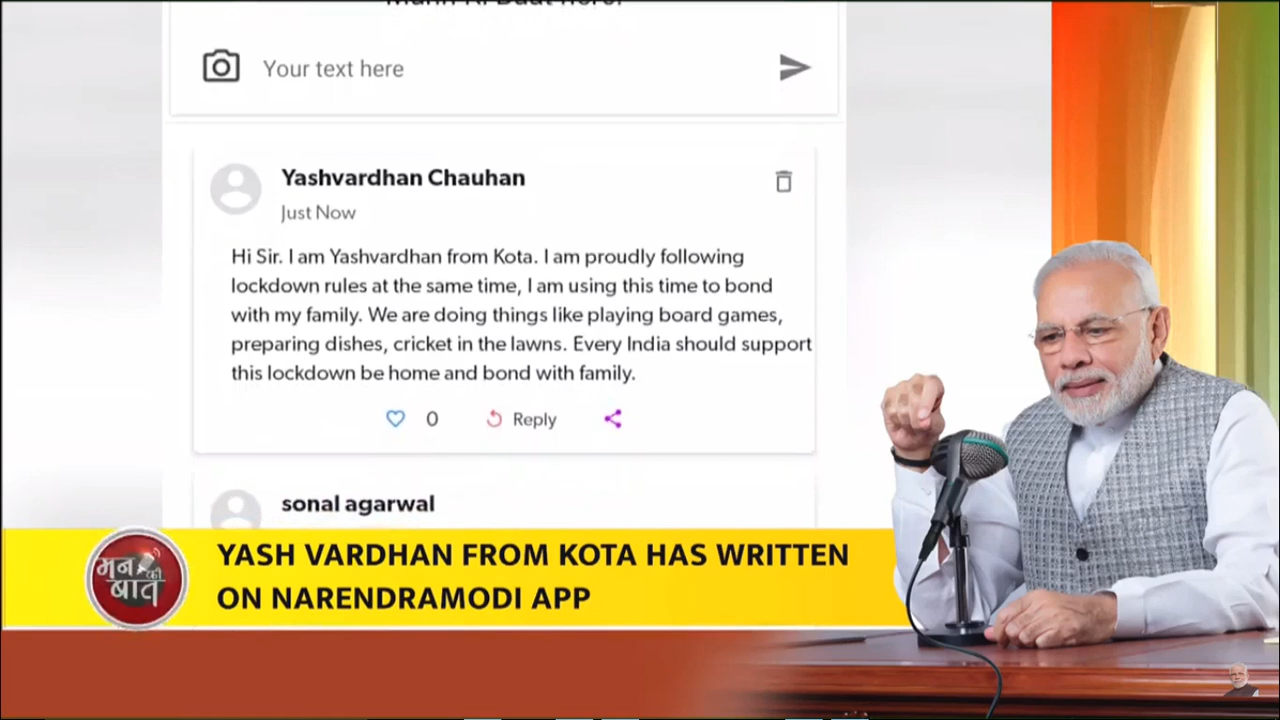 Your text here
Yashvardhan Chauhan
Just Now
Hi Sir. I am Yashvardhan from Kota. I am proudly following
lockdown rules at the same time, I am using this time to bond
with my family. We are doing things like playing board games,
preparing dishes, cricket in the lawns. Every India should support
this lockdown be home and bond with family.
0 Reply
sonal agarwal
मन
की
बात
YASH VARDHAN FROM KOTA HAS WRITTEN
ON NARENDRAMODI APP